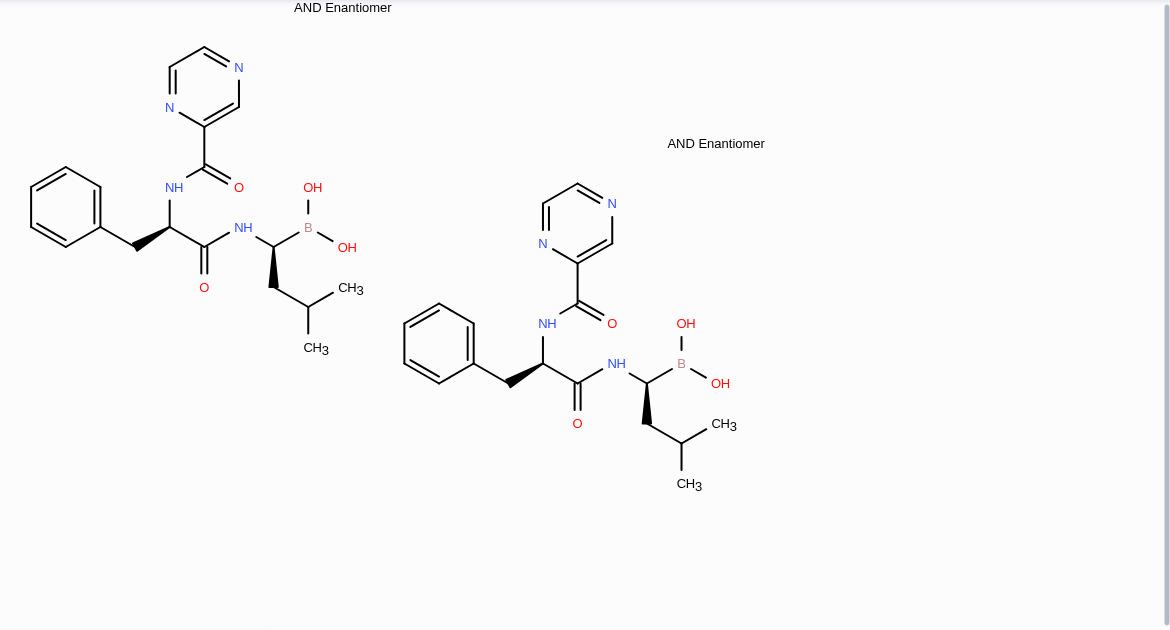 AND Enantiomer
N
N
NH
O
OH
NH
B
OH
O
CH3
CH3
AND Enantiomer
N
N
NH
O
OH
NH
B
OH
O
CH3
CH3